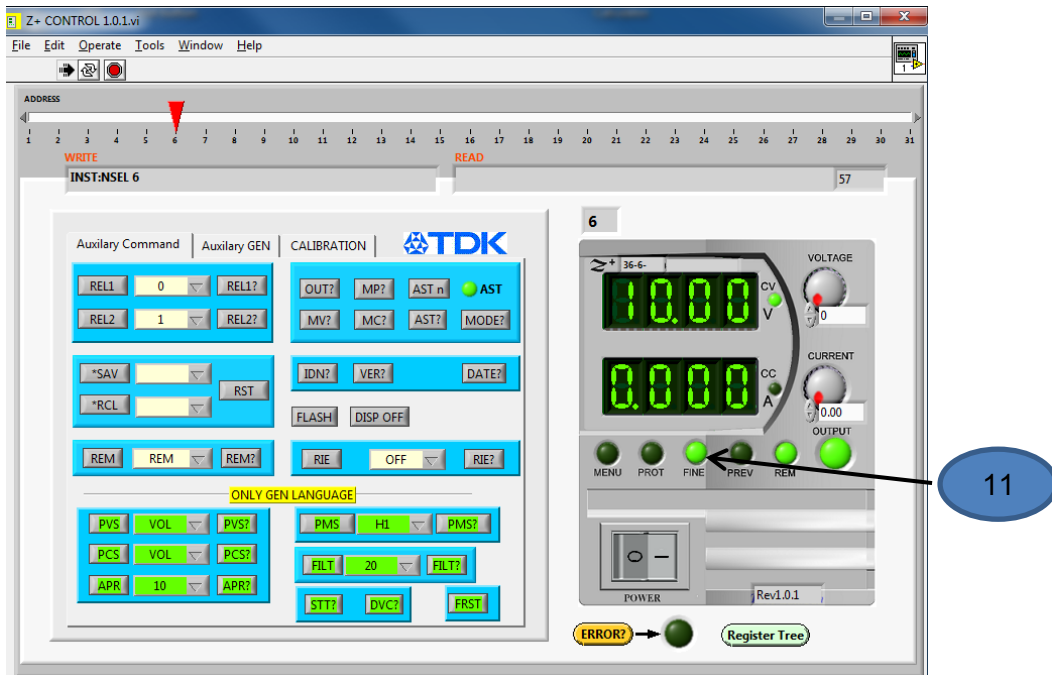 Z+ CONTROL 1.0.1.vi
File Edit Operate Tools Window Help
1
ADDRESS
1 2 3 4 5 6 7 8 9 10 11 12 13 14 15 16 17 18 19 20 21 22 23 24 25 26 27 28 29 30 31
WRITE READ
INST:NSEL 6 57
6
Auxilary Command Auxilary GEN CALIBRATION TDK
REL1 0 REL1?
REL2 1 REL2?
OUT? MP? AST n AST
MV? MC? AST? MODE?
*SAV
*RCL
RST
IDN? VER? DATE?
FLASH DISP OFF
REM REM REM?
RIE OFF RIE?
ONLY GEN LANGUAGE
PVS VOL PVS?
PCS VOL PCS?
APR 10 APR?
PMS H1 PMS?
FILT 20 FILT?
STT? DVC? FRST
Z+ 36-6-
VOLTAGE
10.00 CV V
0
CURRENT
0.000 CC A
0.00
OUTPUT
MENU PROT FINE PREV REM
11
O –
POWER
Rev1.0.1
ERROR? Register Tree